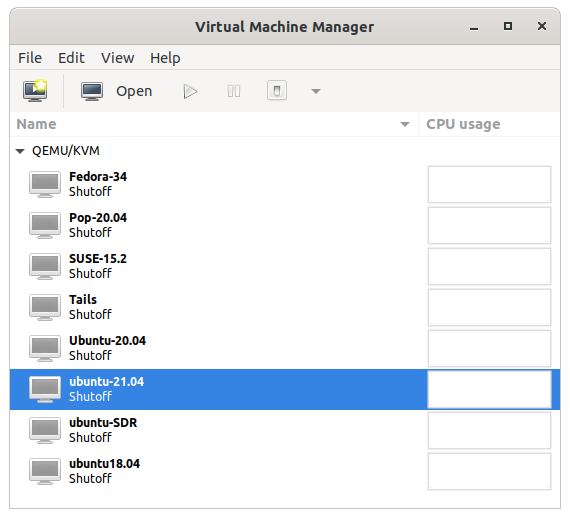 Virtual Machine Manager
File Edit View Help
Open
Name CPU usage
QEMU/KVM
Fedora-34
Shutoff
Pop-20.04
Shutoff
SUSE-15.2
Shutoff
Tails
Shutoff
Ubuntu-20.04
Shutoff
ubuntu-21.04
Shutoff
ubuntu-SDR
Shutoff
ubuntu18.04
Shutoff